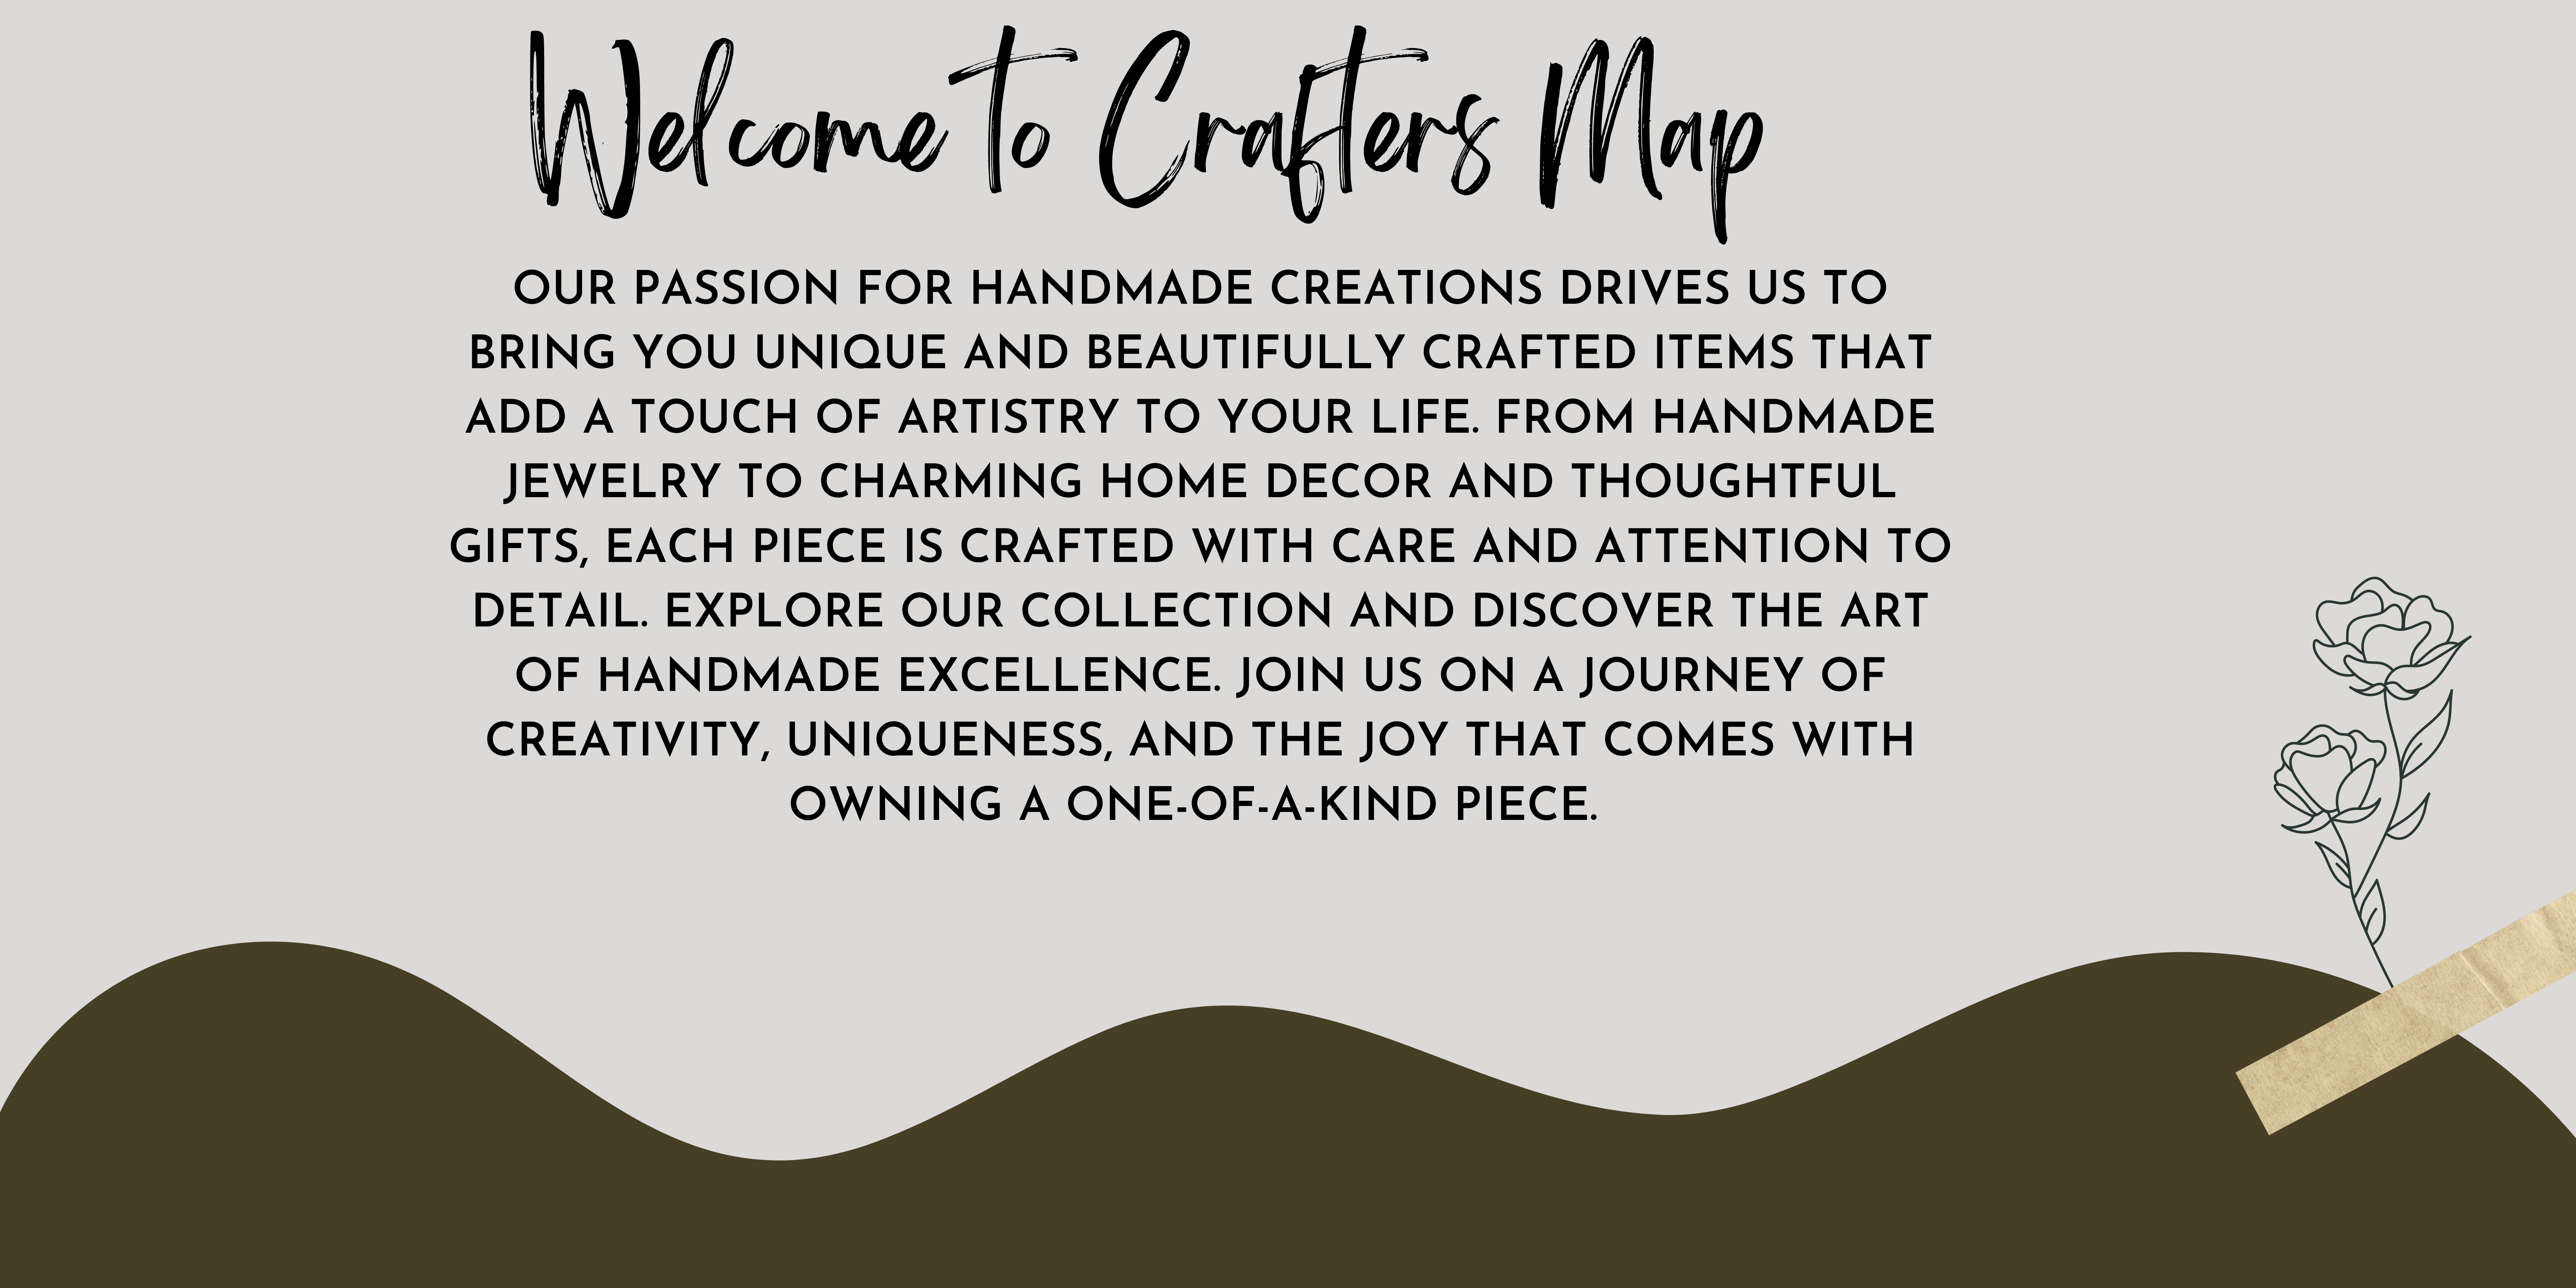 Welcome to Crafters Map
OUR PASSION FOR HANDMADE CREATIONS DRIVES US TO
BRING YOU UNIQUE AND BEAUTIFULLY CRAFTED ITEMS THAT
ADD A TOUCH OF ARTISTRY TO YOUR LIFE. FROM HANDMADE
JEWELRY TO CHARMING HOME DECOR AND THOUGHTFUL
GIFTS, EACH PIECE IS CRAFTED WITH CARE AND ATTENTION TO
DETAIL. EXPLORE OUR COLLECTION AND DISCOVER THE ART
OF HANDMADE EXCELLENCE. JOIN US ON A JOURNEY OF
CREATIVITY, UNIQUENESS, AND THE JOY THAT COMES WITH
OWNING A ONE-OF-A-KIND PIECE.